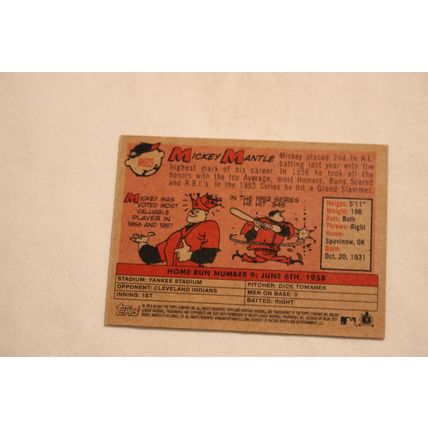 MICKEY MANTLE
Mickey placed 2nd in A.L.
batting last year with the
highest mark of his career. In 1956 he took all the
honors with the top Average, most Homers, Runs Scored
and R.B.I.'s. In the 1953 Series he hit a Grand Slammer.
MICKEY WAS
VOTED MOST
VALUABLE
PLAYER IN
1956 AND 1957
IN THE 1952 SERIES
HE HIT .345
Height: 5'11"
Weight: 198
Bats: Both
Throws: Right
Home:
Spavinaw, OK
Born:
Oct. 20, 1931
HOME RUN NUMBER 9: JUNE 6TH, 1958
STADIUM: YANKEE STADIUM
PITCHER: DICK TOMANEK
OPPONENT: CLEVELAND INDIANS
MEN ON BASE: 0
INNING: 1ST
BATTED: RIGHT
Topps